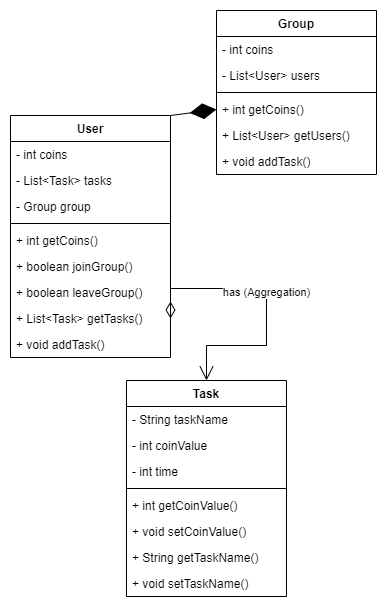 Group
- int coins
- List<User> users
+ int getCoins()
+ List<User> getUsers()
+ void addTask()
User
- int coins
- List<Task> tasks
- Group group
+ int getCoins()
+ boolean joinGroup()
+ boolean leaveGroup()
+ List<Task> getTasks()
+ void addTask()
has (Aggregation)
Task
- String taskName
- int coinValue
- int time
+ int getCoinValue()
+ void setCoinValue()
+ String getTaskName()
+ void setTaskName()